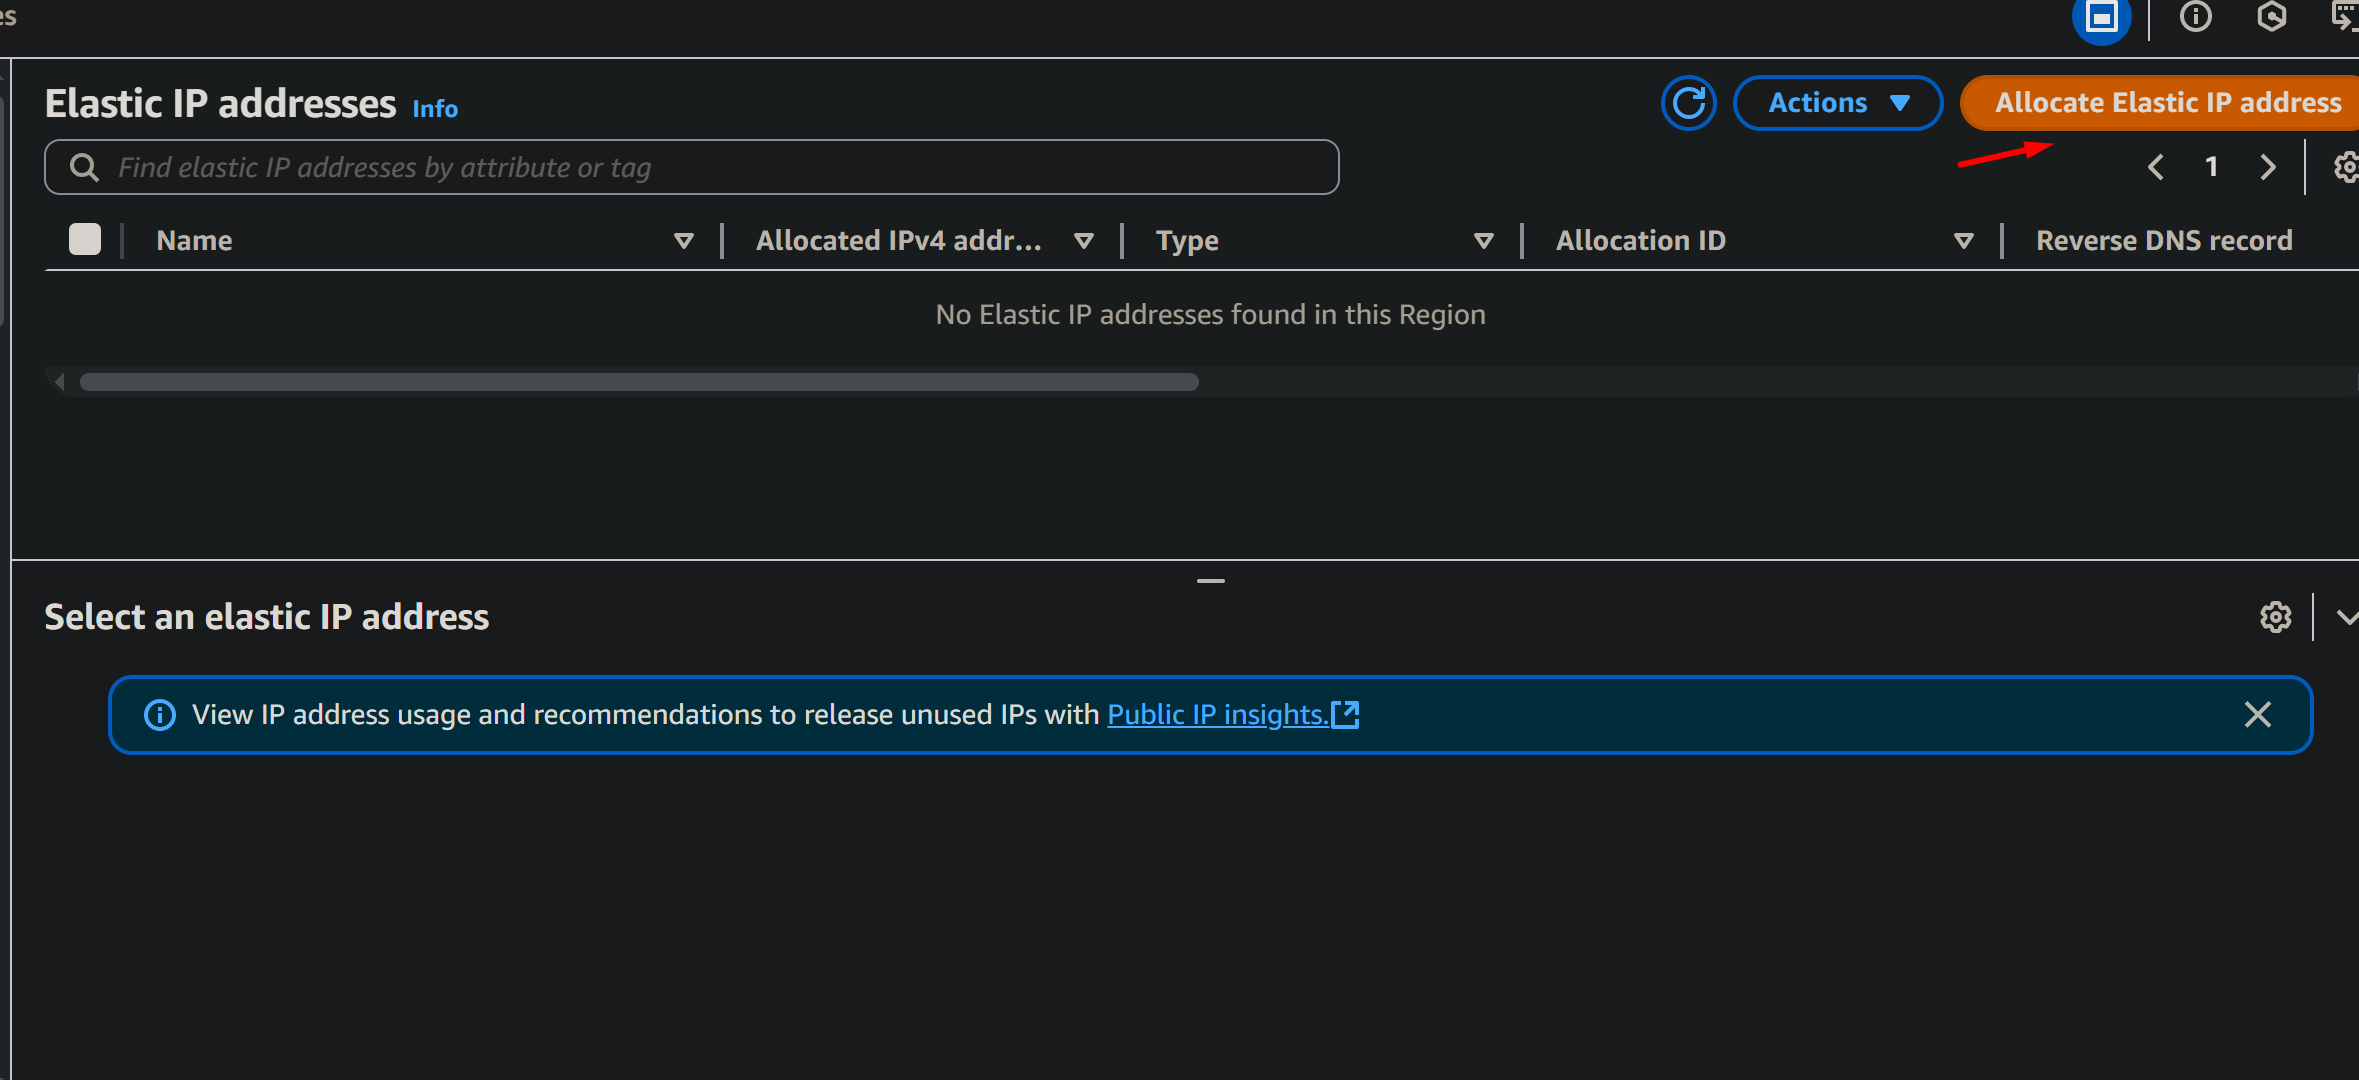 es
Elastic IP addresses Info
Actions
Allocate Elastic IP address
Find elastic IP addresses by attribute or tag
1
Name
Allocated IPv4 addr...
Type
Allocation ID
Reverse DNS record
No Elastic IP addresses found in this Region
Select an elastic IP address
View IP address usage and recommendations to release unused IPs with Public IP insights.